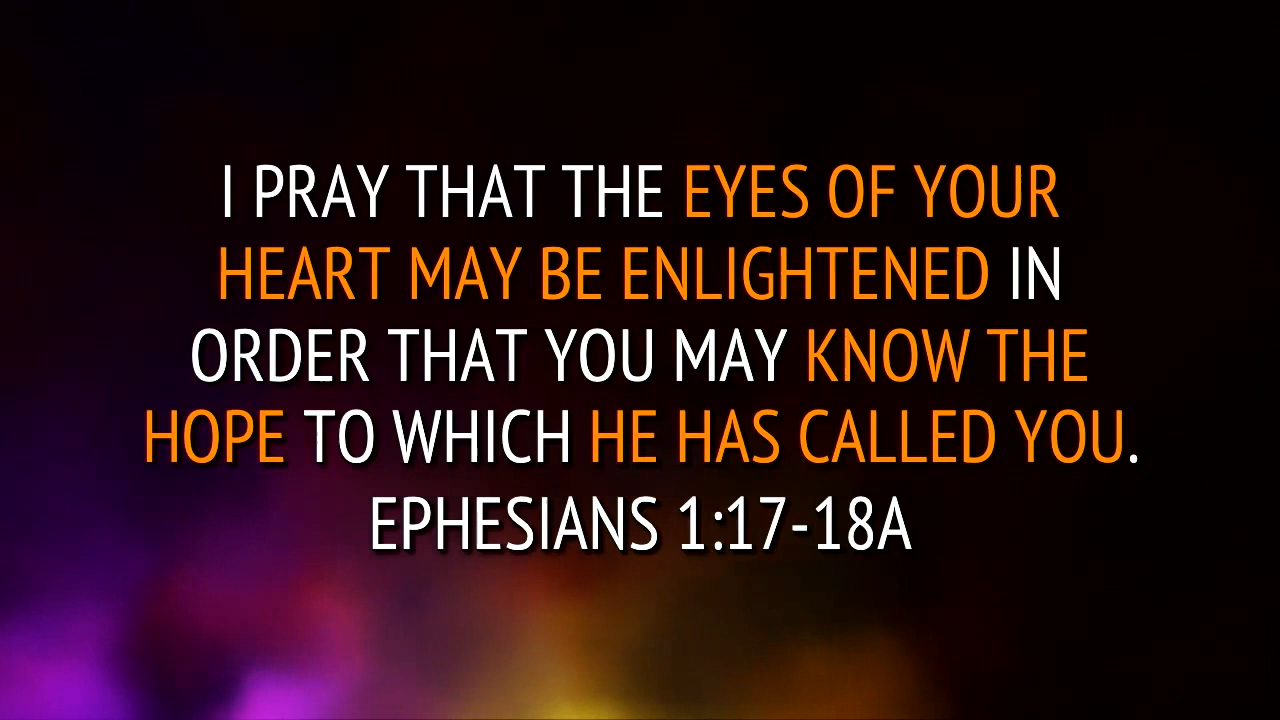 I PRAY THAT THE EYES OF YOUR
HEART MAY BE ENLIGHTENED IN
ORDER THAT YOU MAY KNOW THE
HOPE TO WHICH HE HAS CALLED YOU.
EPHESIANS 1:17-18A